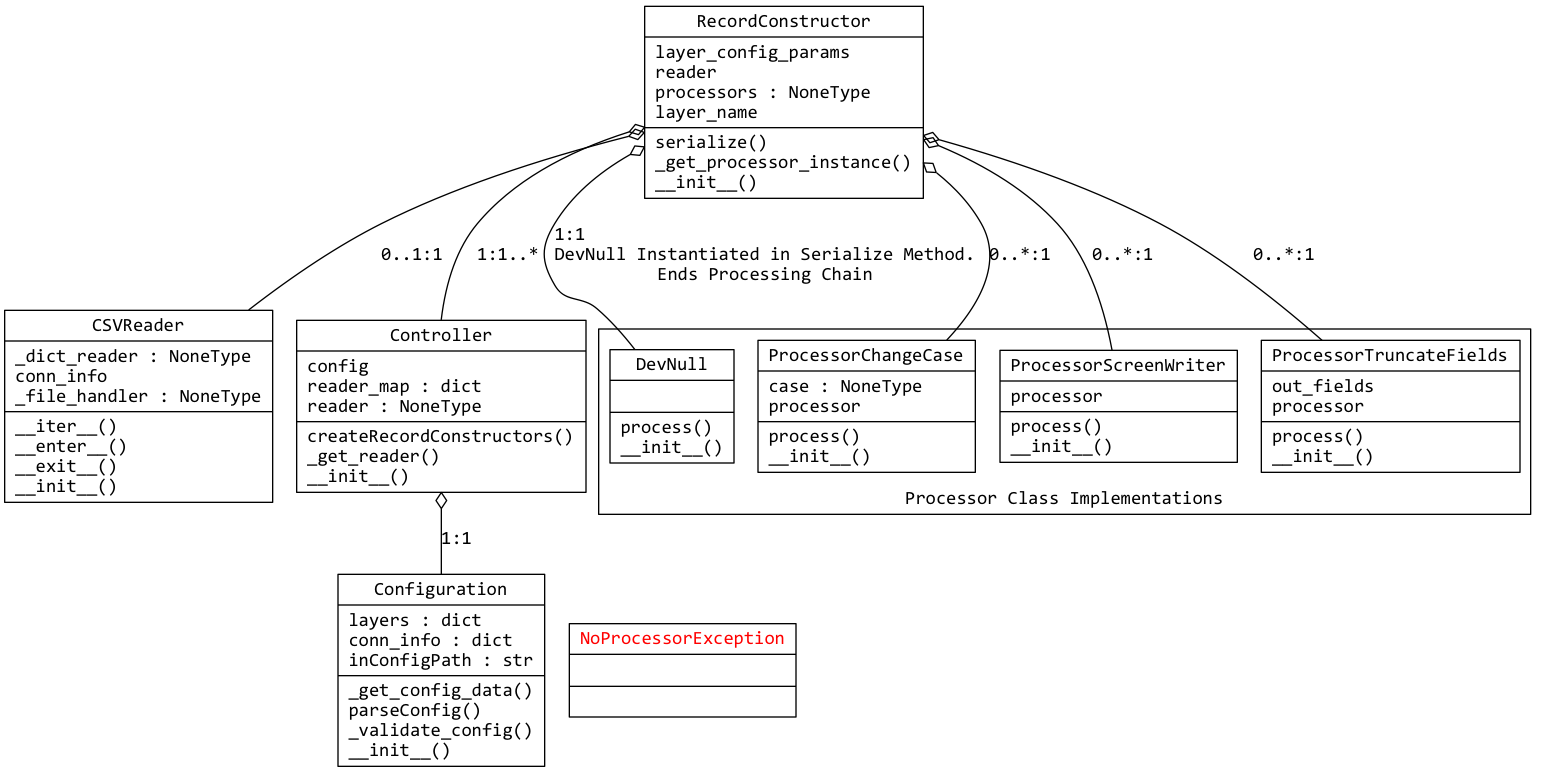 RecordConstructor
layer_config_params
reader
processors : NoneType
layer_name
serialize()
_get_processor_instance()
__init__()
0..1:1
1:1..*
1:1
DevNull Instantiated in Serialize Method.
Ends Processing Chain
0..*:1
0..*:1
0..*:1
CSVReader
_dict_reader : NoneType
conn_info
_file_handler : NoneType
__iter__()
__enter__()
__exit__()
__init__()
Controller
config
reader_map : dict
reader : NoneType
createRecordConstructors()
_get_reader()
__init__()
DevNull
process()
__init__()
ProcessorChangeCase
case : NoneType
processor
process()
__init__()
ProcessorScreenWriter
processor
process()
__init__()
ProcessorTruncateFields
out_fields
processor
process()
__init__()
Processor Class Implementations
1:1
Configuration
layers : dict
conn_info : dict
inConfigPath : str
_get_config_data()
parseConfig()
_validate_config()
__init__()
NoProcessorException